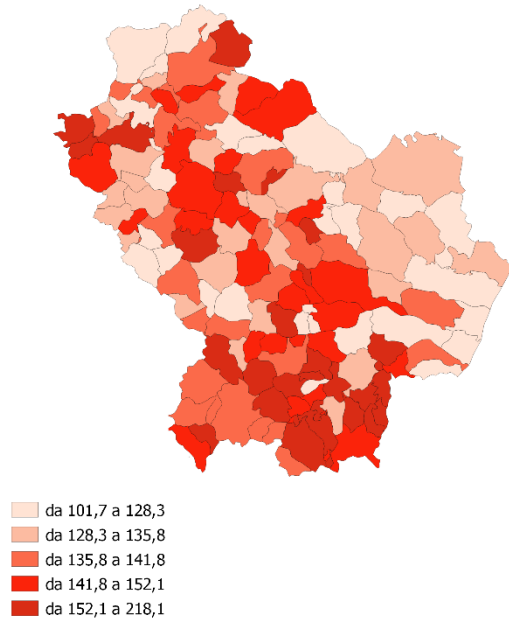 da 101,7 a 128,3
da 128,3 a 135,8
da 135,8 a 141,8
da 141,8 a 152,1
da 152,1 a 218,1